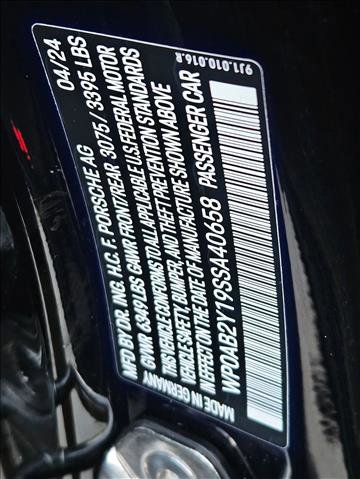 MFD BY DR. ING. H.C. F. PORSCHE AG 04/24
GVWR 6349 LBS GAWR FRONT/REAR 3075 / 3395 LBS
VEHICLE CONFORMS TO ALL APPLICABLE U.S. FEDERAL MOTOR
VEHICLE SAFETY, BUMPER, AND THEFT PREVENTION STANDARDS
IN EFFECT ON THE DATE OF MANUFACTURE SHOWN ABOVE
WP0AB2Y19SSA40658 PASSENGER CAR
MADE IN GERMANY
9J1.010.016.R